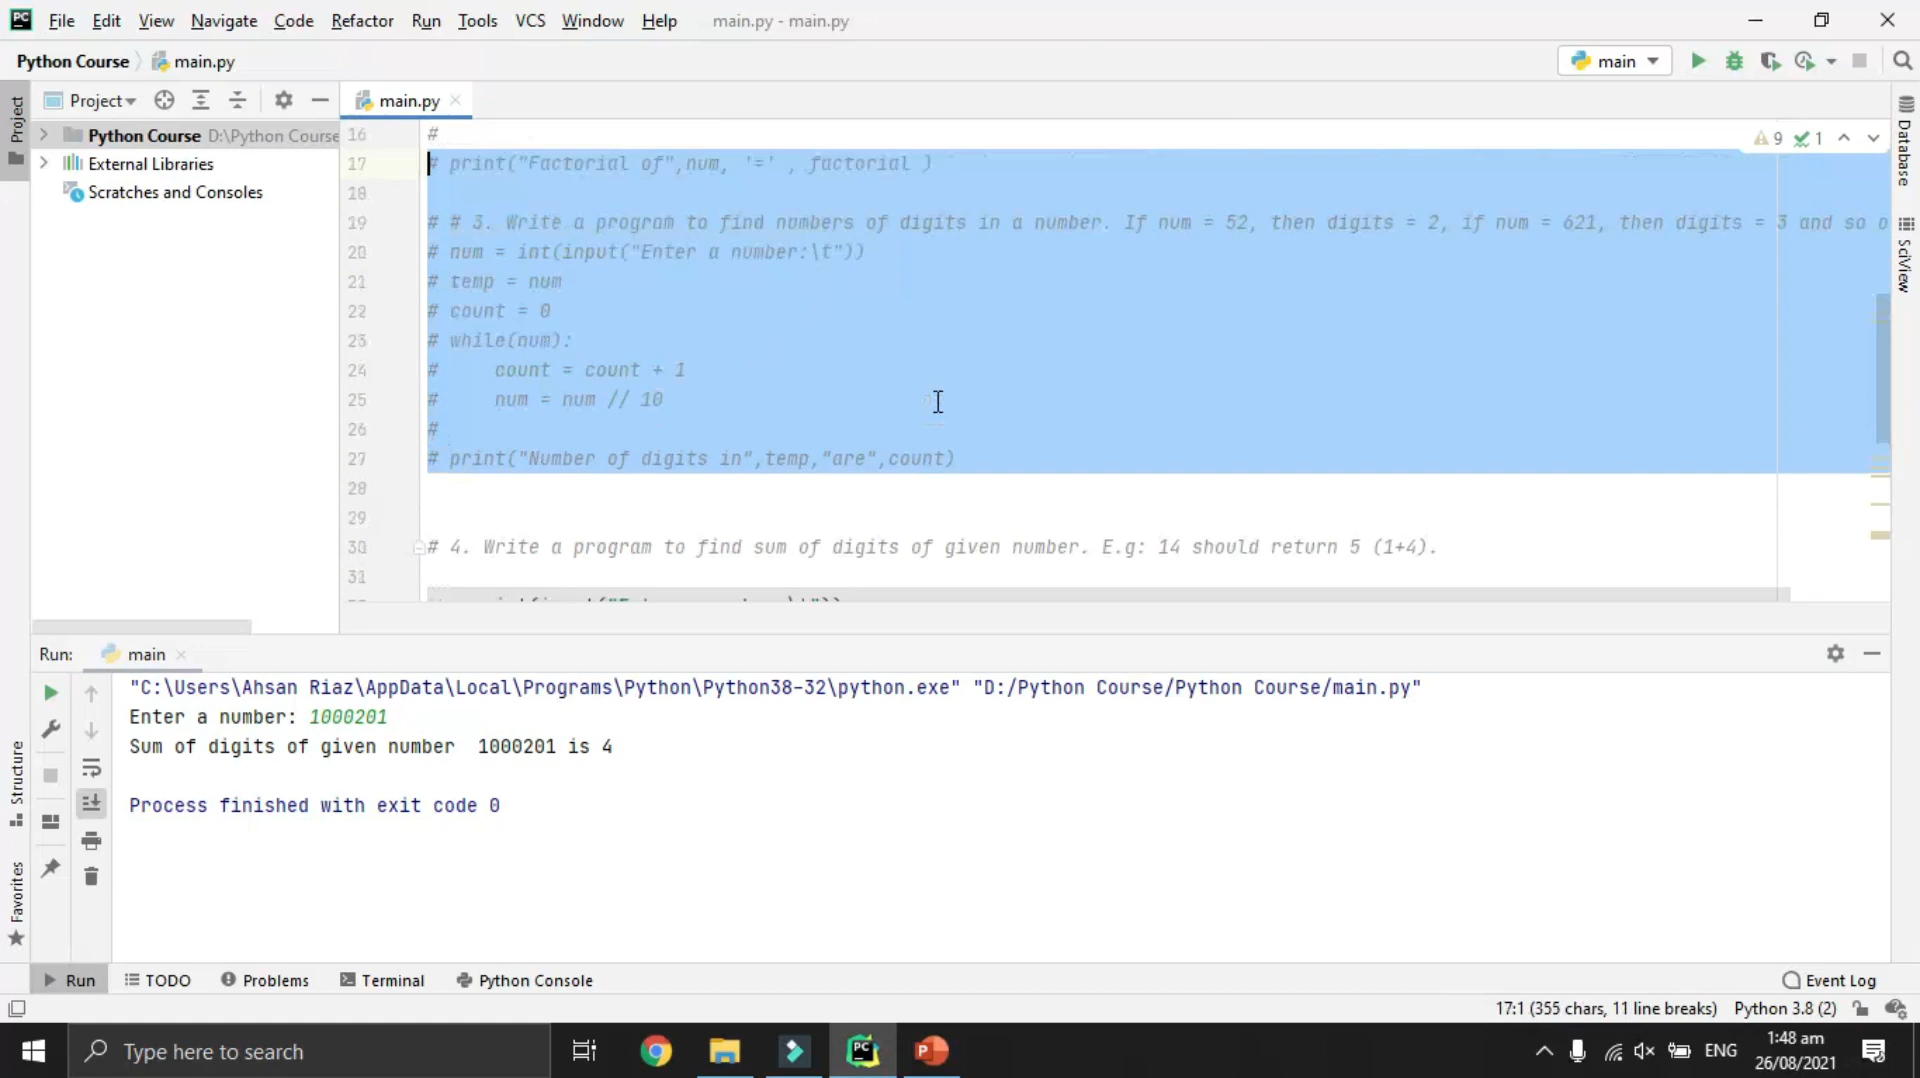 PC File Edit View Navigate Code Refactor Run Tools VCS Window Help main.py - main.py
Python Course main.py main
Project Project main.py
Python Course D:\Python Course
External Libraries
Scratches and Consoles
Database
SciView
9 1
16 #
17 # print("Factorial of",num, '=' , factorial )
18
19 # # 3. Write a program to find numbers of digits in a number. If num = 52, then digits = 2, if num = 621, then digits = 3 and so o
20 # num = int(input("Enter a number:\t"))
21 # temp = num
22 # count = 0
23 # while(num):
24 #     count = count + 1
25 #     num = num // 10
26 #
27 # print("Number of digits in",temp,"are",count)
28
29
30 # 4. Write a program to find sum of digits of given number. E.g: 14 should return 5 (1+4).
31
Run: main
"C:\Users\Ahsan Riaz\AppData\Local\Programs\Python\Python38-32\python.exe" "D:/Python Course/Python Course/main.py"
Enter a number: 1000201
Sum of digits of given number  1000201 is 4
Process finished with exit code 0
Structure
Favorites
Run TODO Problems Terminal Python Console Event Log
17:1 (355 chars, 11 line breaks) Python 3.8 (2)
Type here to search PC P ENG 1:48 am
26/08/2021